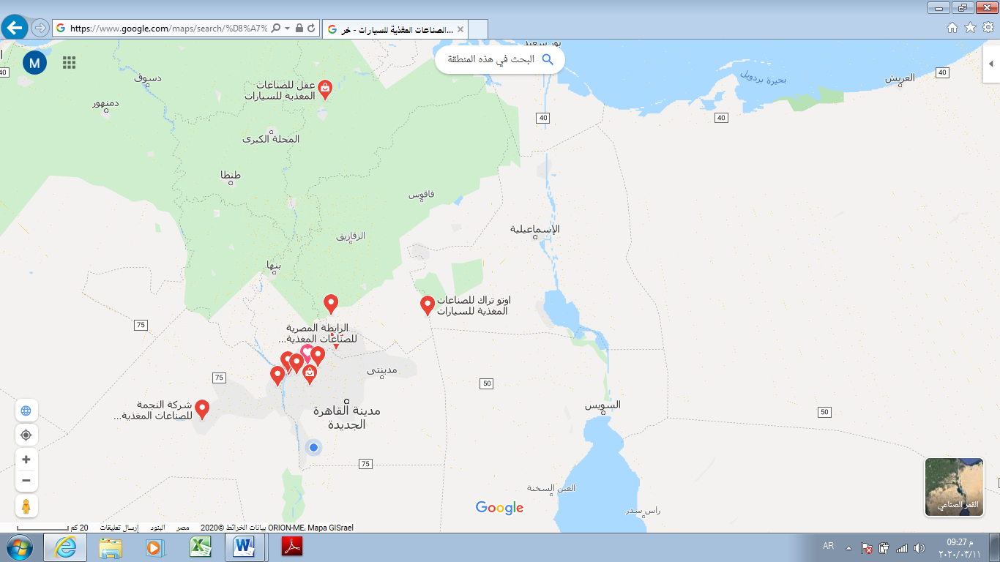 https://www.google.com/maps/search/%D8%A7%
الصناعات المغذية للسيارات - خر...
البحث في هذه المنطقة
M
بور سعيد
بحيرة بردويل
العريش
40
40
40
40
دسوق
دمنهور
عقل للصناعات
المغذيه للسيارات
المحلة الكبرى
طنطا
فاقوس
الزقازيق
الإسماعيلية
بنها
اوتو تراك للصناعات
المغذية للسيارات
75
الرابطة المصرية
للصناعات المغذية...
مدينتي
75
50
شركة النجمة
للصناعات المغذية...
مدينة القاهرة
الجديدة
السويس
50
75
العين السخنة
راس سدر
Google
القمر الصناعي
بيانات الخرائط ©2020 ORION-ME، Mapa GISrael
مصر
البنود
إرسال تعليقات
20 كم
AR
09:27 م
٢٠٢٠/٠٣/١١